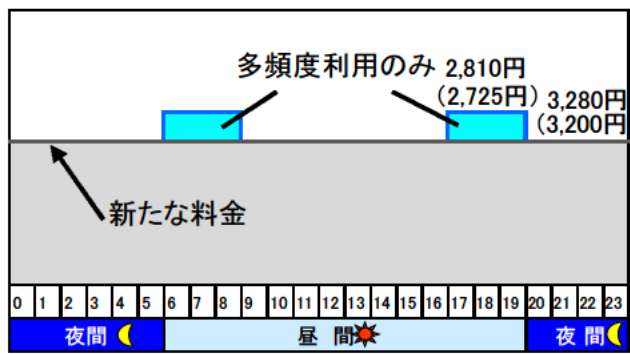 多頻度利用のみ 2,810円
(2,725円) 3,280円
(3,200円
新たな料金
0 1 2 3 4 5 6 7 8 9 10 11 12 13 14 15 16 17 18 19 20 21 22 23
夜間 昼間 夜間